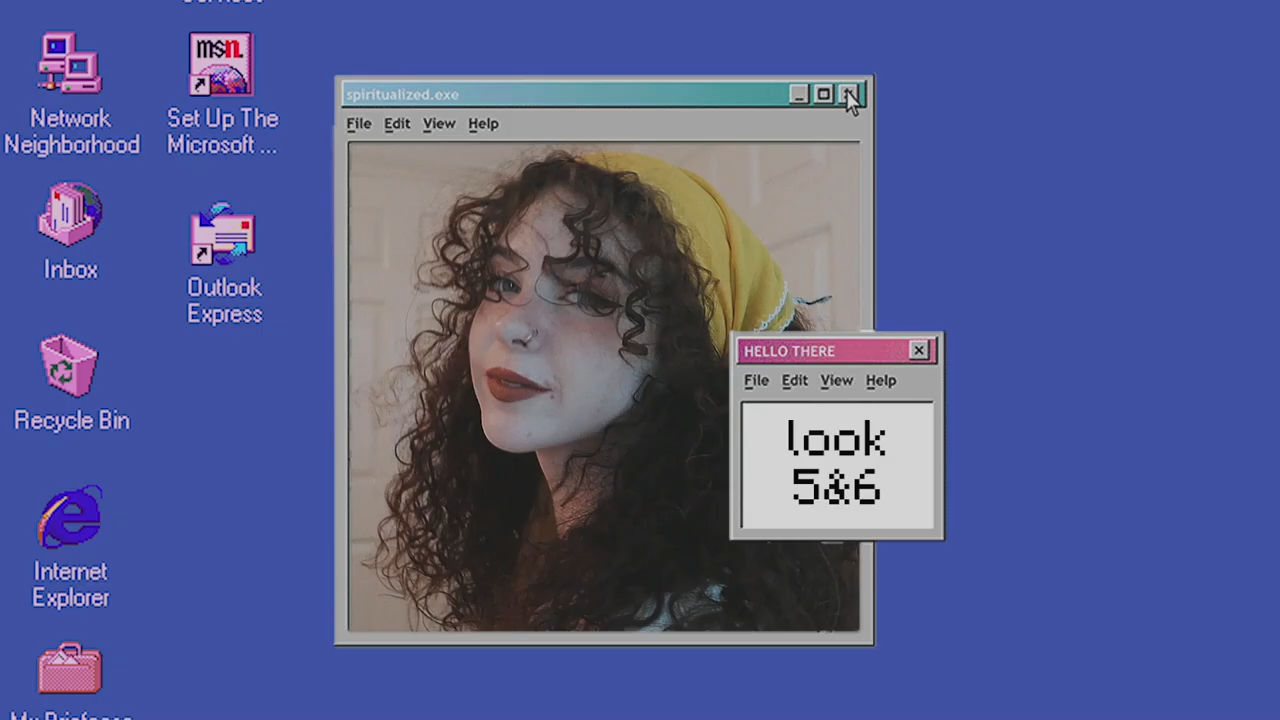 Network
Neighborhood
msn.
Set Up The
Microsoft ...
Inbox
Outlook
Express
Recycle Bin
Internet
Explorer
spiritualized.exe
File Edit View Help
HELLO THERE
File Edit View Help
look
5&6